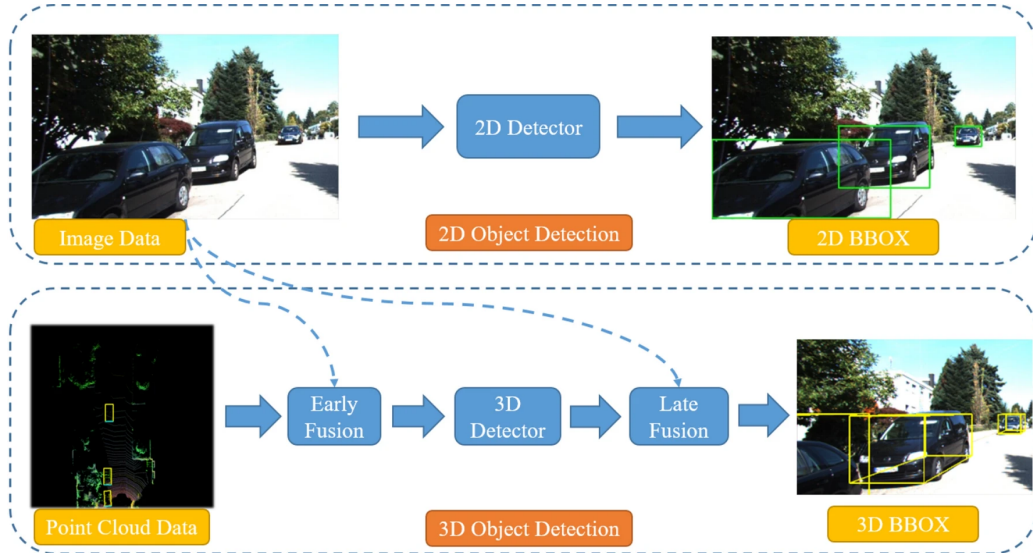 2D Detector
Image Data
2D Object Detection
2D BBOX
Early
Fusion
3D
Detector
Late
Fusion
Point Cloud Data
3D Object Detection
3D BBOX